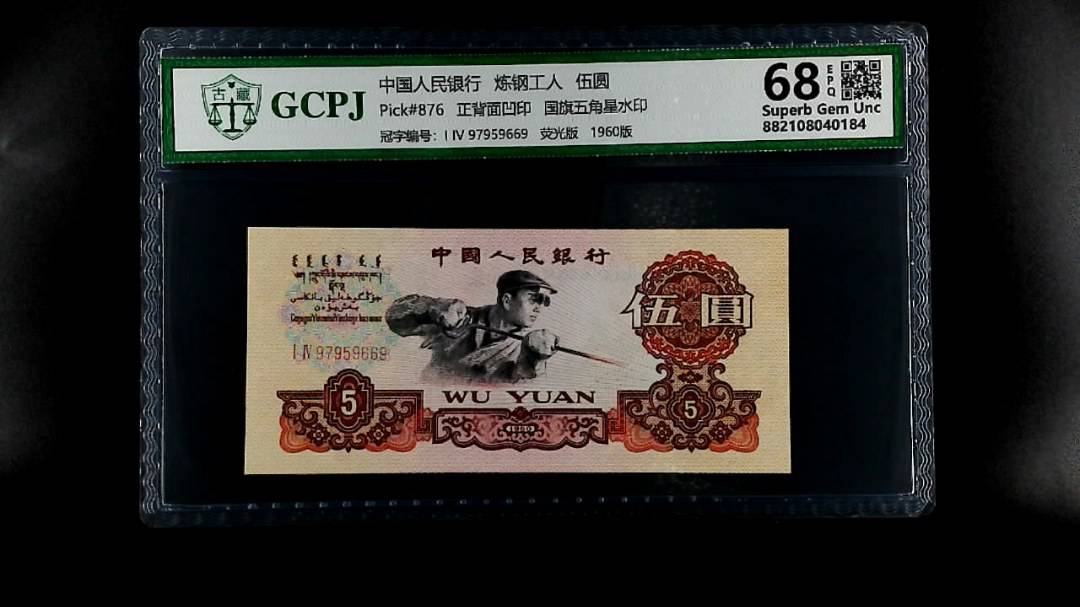 古 藏
GCPJ
中国人民银行 炼钢工人 伍圆
Pick#876 正背面凹印 国旗五角星水印
冠字编号: I IV 97959669 荧光版 1960版
68 EPQ
Superb Gem Unc
882108040184
中國人民銀行
伍圓
I IV 97959669
5
WU YUAN
5
1960